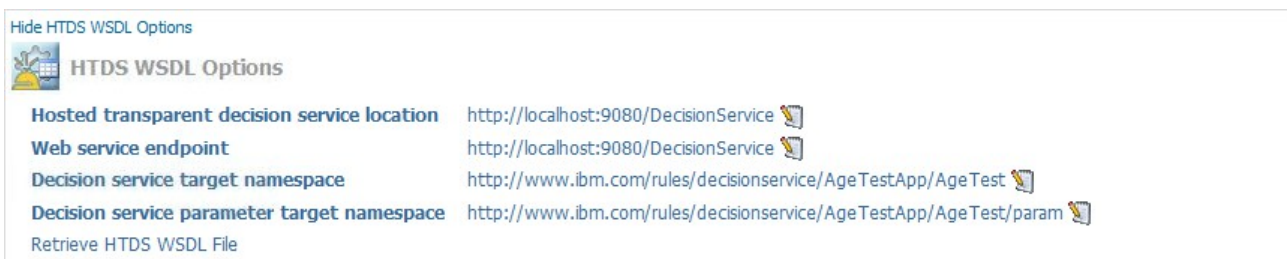 Hide HTDS WSDL Options
HTDS WSDL Options
Hosted transparent decision service location http://localhost:9080/DecisionService
Web service endpoint http://localhost:9080/DecisionService
Decision service target namespace http://www.ibm.com/rules/decisionservice/AgeTestApp/AgeTest
Decision service parameter target namespace http://www.ibm.com/rules/decisionservice/AgeTestApp/AgeTest/param
Retrieve HTDS WSDL File